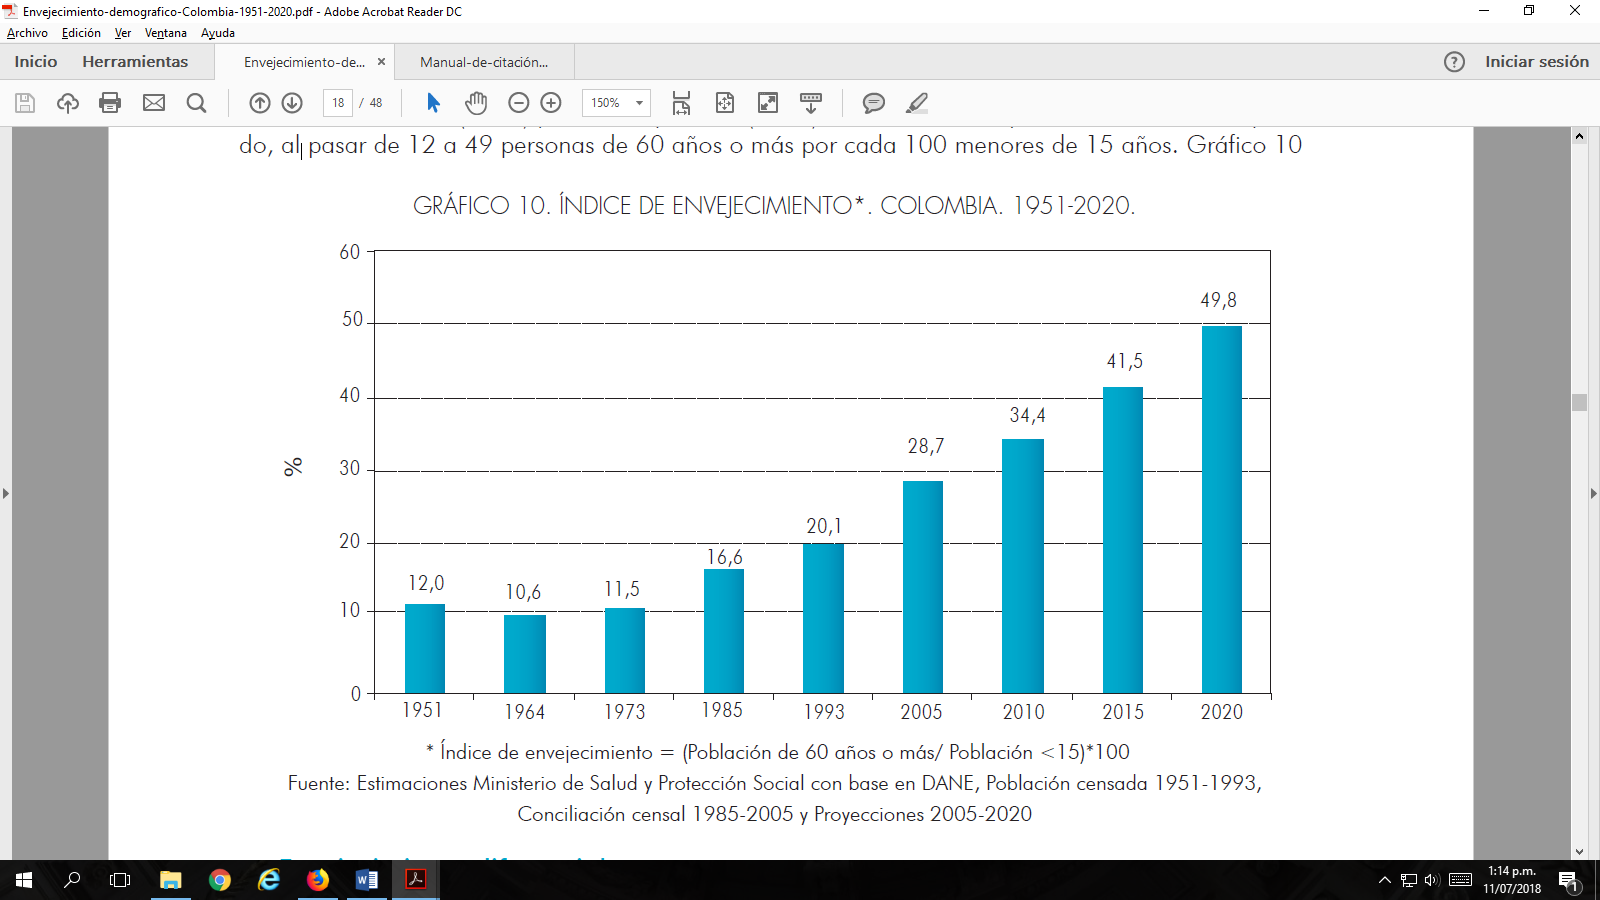 Envejecimiento-demografico-Colombia-1951-2020.pdf - Adobe Acrobat Reader DC
Archivo Edición Ver Ventana Ayuda
Inicio Herramientas Envejecimiento-de... × Manual-de-citación... ? Iniciar sesión
18 / 48 150%
do, al pasar de 12 a 49 personas de 60 años o más por cada 100 menores de 15 años. Gráfico 10
GRÁFICO 10. ÍNDICE DE ENVEJECIMIENTO*. COLOMBIA. 1951-2020.
60
50
40
30
20
10
0
%
12,0
10,6
11,5
16,6
20,1
28,7
34,4
41,5
49,8
1951 1964 1973 1985 1993 2005 2010 2015 2020
* Índice de envejecimiento = (Población de 60 años o más/ Población <15)*100
Fuente: Estimaciones Ministerio de Salud y Protección Social con base en DANE, Población censada 1951-1993,
Conciliación censal 1985-2005 y Proyecciones 2005-2020
1:14 p.m.
11/07/2018
1